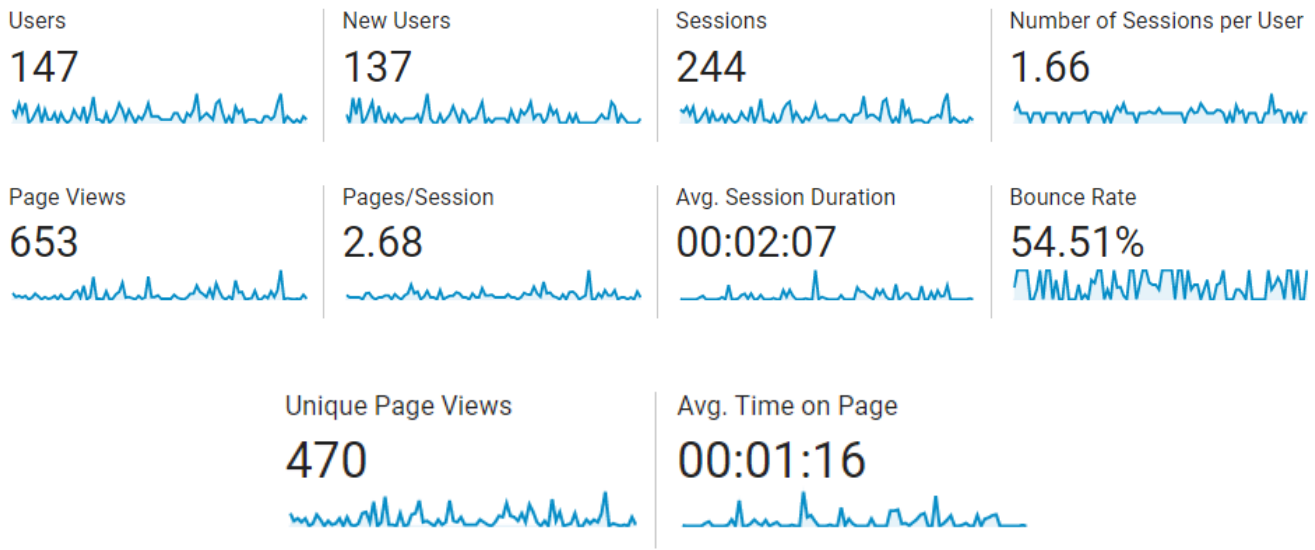 Users
New Users
Sessions
Number of Sessions per User
147
137
244
1.66
Page Views
Pages/Session
Avg. Session Duration
Bounce Rate
653
2.68
00:02:07
54.51%
Unique Page Views
Avg. Time on Page
470
00:01:16